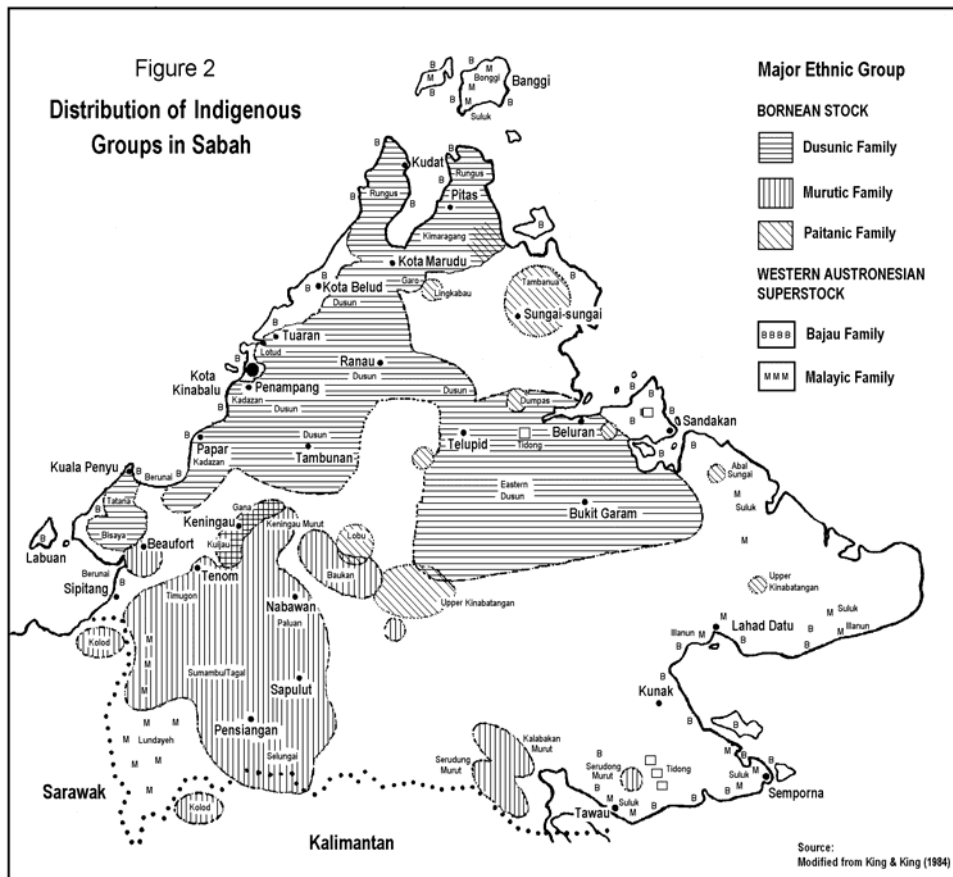 Figure 2
Distribution of Indigenous
Groups in Sabah
Major Ethnic Group
BORNEAN STOCK
Dusunic Family
Murutic Family
Paitanic Family
WESTERN AUSTRONESIAN
SUPERSTOCK
BBBB
Bajau Family
MMM
Malayic Family
B
M
Bonggi
Banggi
M
M
B
B
B
M
B
Suluk
B
Kudat
B
Rungus
Rungus
B
Pitas
B
B
Kimaragang
B
Kota Marudu
B
Garo
Lingkabau
Tambanua
B
Kota Belud
Dusun
Sungai-sungai
B
Tuaran
Lotud
B
Ranau
Dusun
Kota
Kinabalu
Penampang
Kadazan
Dusun
Dusun
Dumpas
B
Sandakan
B
Papar
Kadazan
Dusun
Tambunan
Telupid
Tidong
Beluran
B
Kuala Penyu
B
Berunai
B
Tatana
Bisaya
Eastern
Dusun
Bukit Garam
Abal
Sungai
M
Suluk
M
B
Labuan
Beaufort
Keningau
Gana
Keningau Murut
Kuijau
Lobu
Baukan
Berunai
Sipitang
B
Tenom
Timugon
Nabawan
Paluan
Upper Kinabatangan
Upper
Kinabatangan
Kolod
M
M
M
Sumambu/Tagal
Sapulut
Illanun
M
B
M
Lahad Datu
B
B
M
Suluk
M
Illanun
B
Kunak
B
B
M
M
M
Lundayeh
M
M
M
Pensiangan
Selungai
Kalabakan
Murut
Serudung
Murut
B
B
Serudong
Murut
Tidong
M
B
B
Suluk
M
B
M
B
Semporna
Sarawak
Kolod
Kalimantan
B
M
Suluk
M
B
B
B
Tawau
Source:
Modified from King & King (1984)